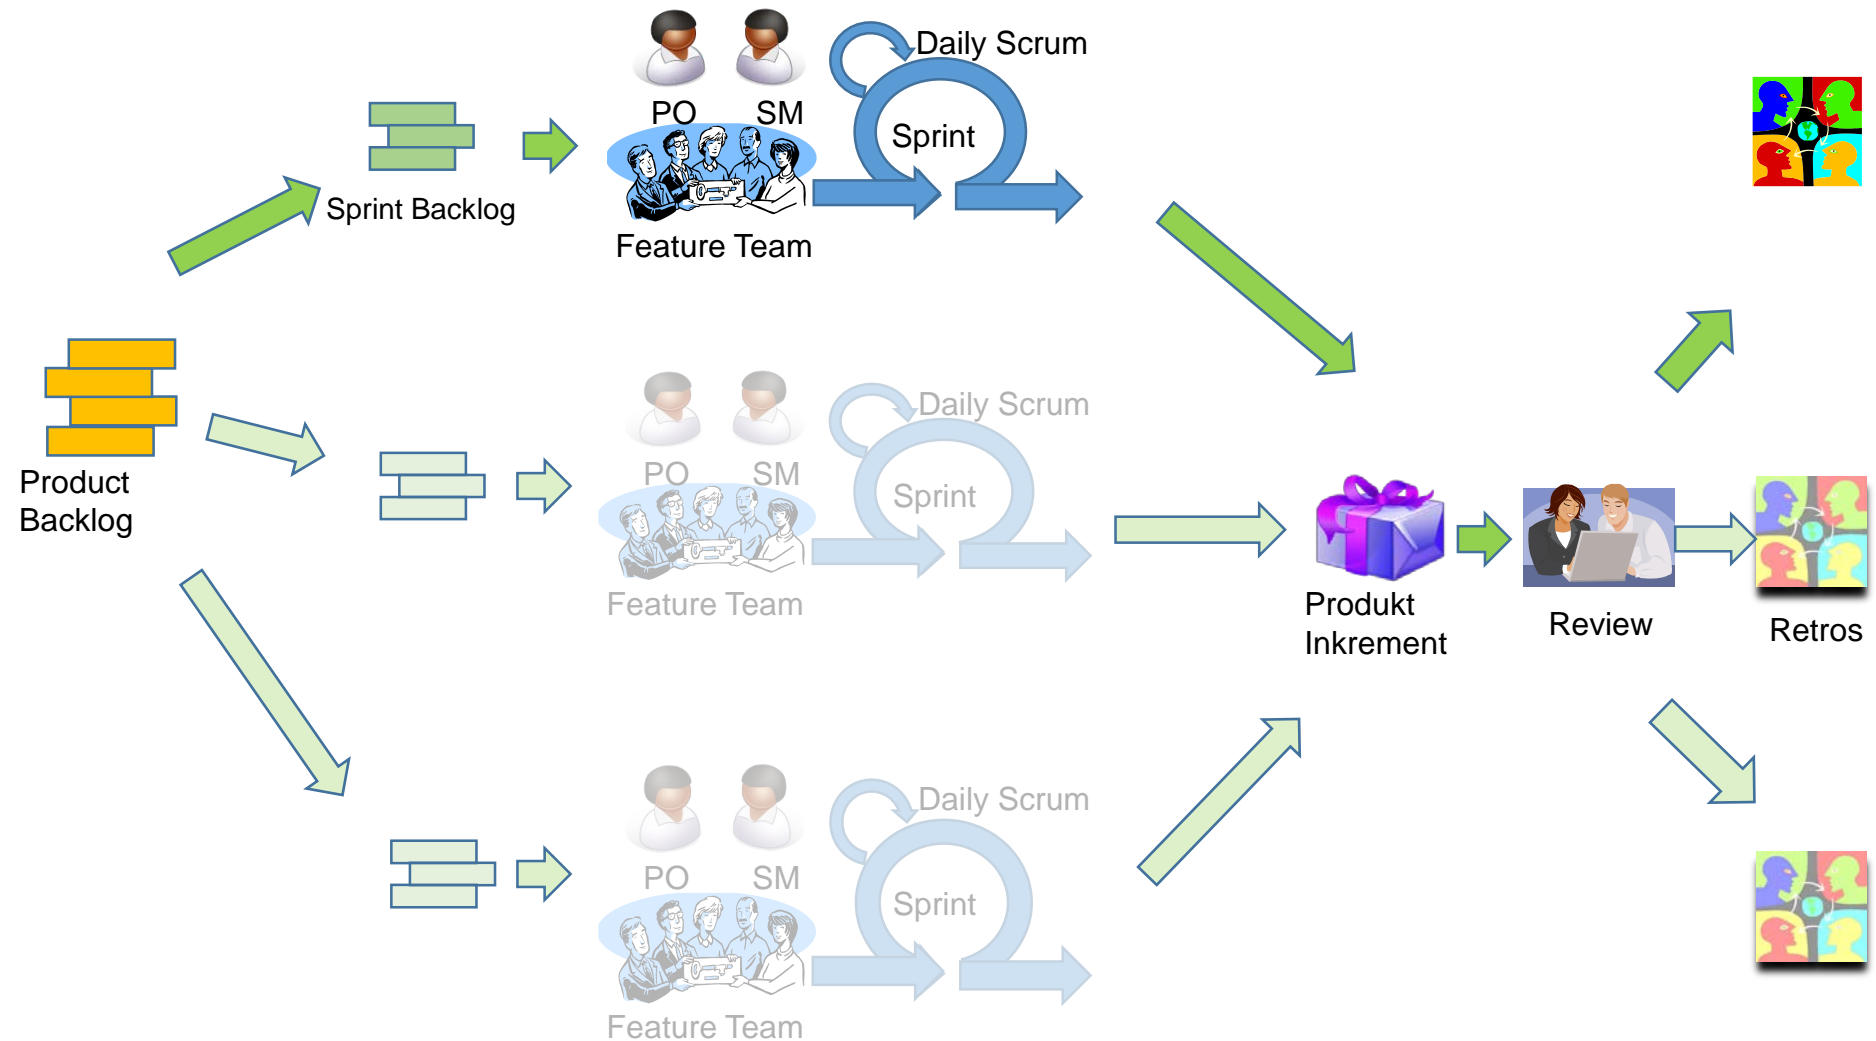 Daily Scrum
PO SM
Sprint
Sprint Backlog
Feature Team
Product
Backlog
Daily Scrum
PO SM
Sprint
Feature Team
Produkt
Inkrement
Review
Retros
Daily Scrum
PO SM
Sprint
Feature Team